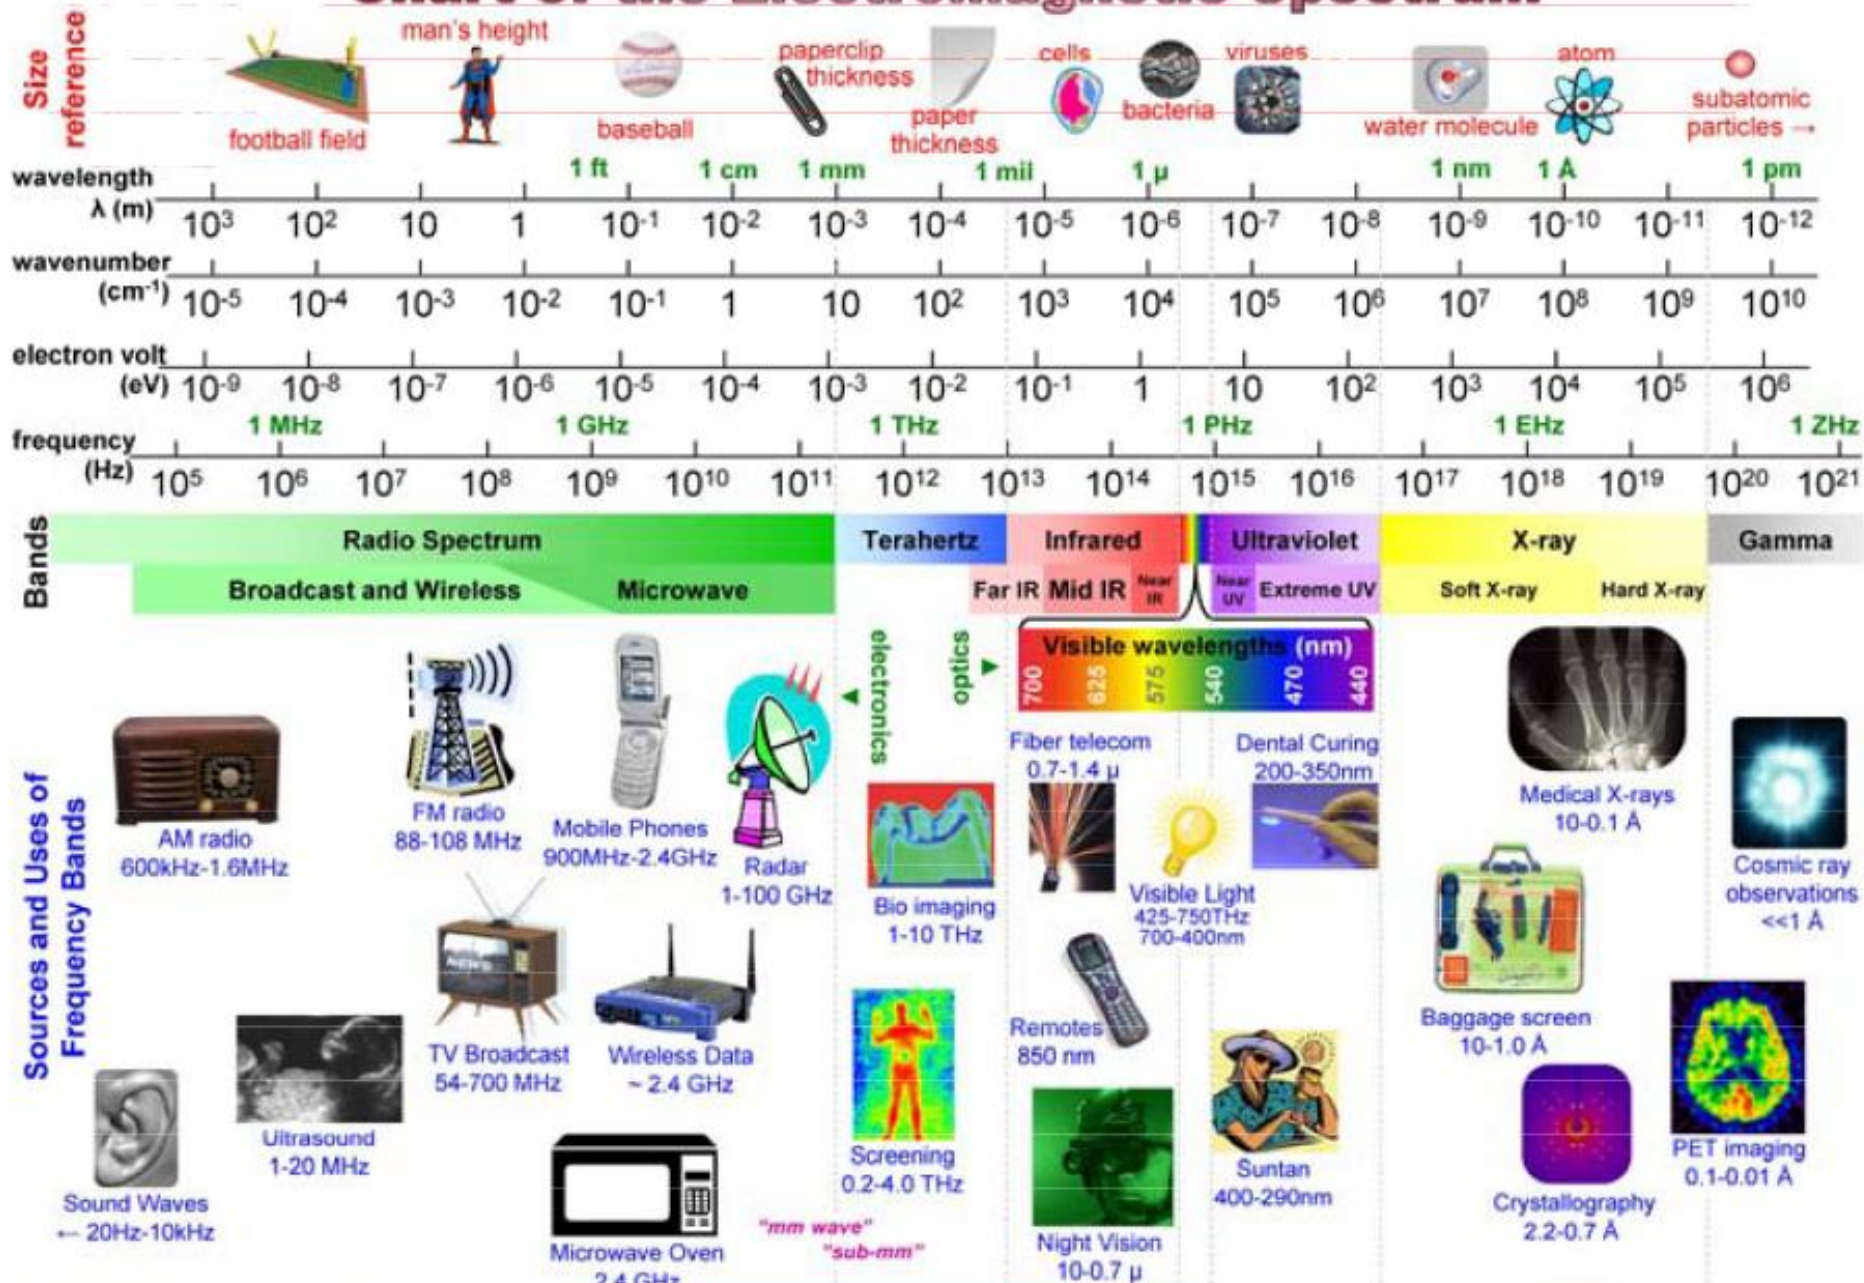 Chart of the Electromagnetic Spectrum
Size
reference
football field
man's height
baseball
paperclip
thickness
paper
thickness
cells
bacteria
viruses
water molecule
atom
subatomic
particles →
1 ft 1 cm 1 mm 1 mil 1 µ 1 nm 1 Å 1 pm
wavelength
λ (m)
10³ 10² 10 1 10⁻¹ 10⁻² 10⁻³ 10⁻⁴ 10⁻⁵ 10⁻⁶ 10⁻⁷ 10⁻⁸ 10⁻⁹ 10⁻¹⁰ 10⁻¹¹ 10⁻¹²
wavenumber
(cm⁻¹)
10⁻⁵ 10⁻⁴ 10⁻³ 10⁻² 10⁻¹ 1 10 10² 10³ 10⁴ 10⁵ 10⁶ 10⁷ 10⁸ 10⁹ 10¹⁰
electron volt
(eV)
10⁻⁹ 10⁻⁸ 10⁻⁷ 10⁻⁶ 10⁻⁵ 10⁻⁴ 10⁻³ 10⁻² 10⁻¹ 1 10 10² 10³ 10⁴ 10⁵ 10⁶
1 MHz 1 GHz 1 THz 1 PHz 1 EHz 1 ZHz
frequency
(Hz)
10⁵ 10⁶ 10⁷ 10⁸ 10⁹ 10¹⁰ 10¹¹ 10¹² 10¹³ 10¹⁴ 10¹⁵ 10¹⁶ 10¹⁷ 10¹⁸ 10¹⁹ 10²⁰ 10²¹
Bands
Radio Spectrum Terahertz Infrared Ultraviolet X-ray Gamma
Broadcast and Wireless Microwave Far IR Mid IR Near IR Near UV Extreme UV Soft X-ray Hard X-ray
electronics
optics
Visible wavelengths (nm)
700 625 575 540 470 440
Sources and Uses of
Frequency Bands
AM radio
600kHz-1.6MHz
FM radio
88-108 MHz
Mobile Phones
900MHz-2.4GHz
Radar
1-100 GHz
Bio imaging
1-10 THz
Fiber telecom
0.7-1.4 µ
Visible Light
425-750THz
700-400nm
Dental Curing
200-350nm
Medical X-rays
10-0.1 Å
Cosmic ray
observations
<<1 Å
Sound Waves
← 20Hz-10kHz
Ultrasound
1-20 MHz
NEWS
TV Broadcast
54-700 MHz
Wireless Data
~ 2.4 GHz
Microwave Oven
2.4 GHz
"mm wave"
"sub-mm"
Screening
0.2-4.0 THz
Remotes
850 nm
Night Vision
10-0.7 µ
Suntan
400-290nm
Baggage screen
10-1.0 Å
Crystallography
2.2-0.7 Å
PET imaging
0.1-0.01 Å